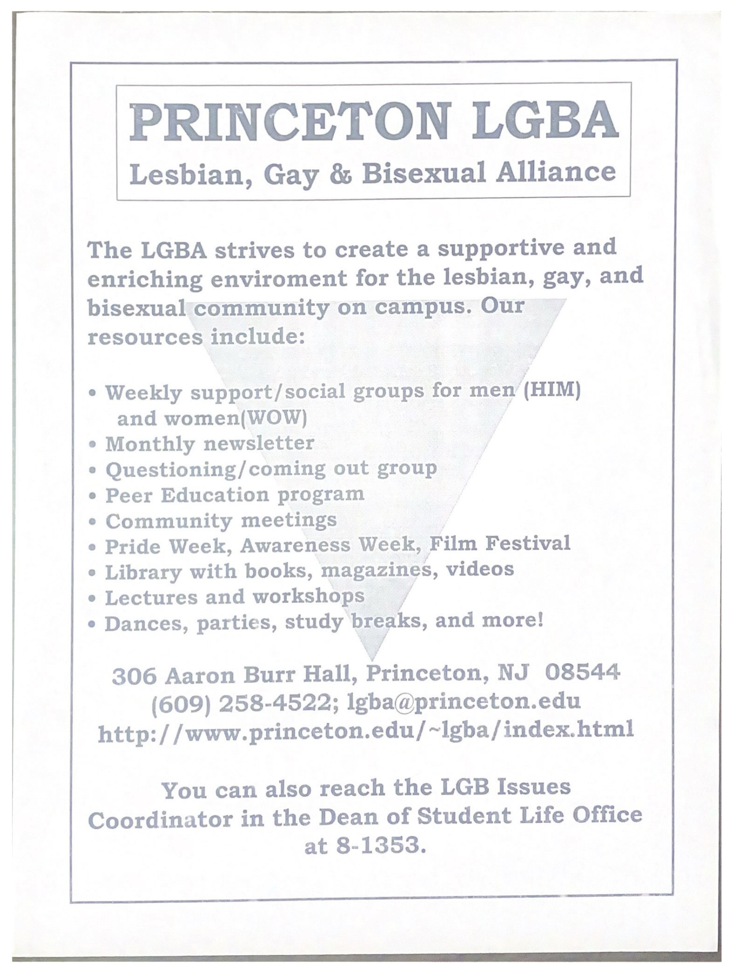 PRINCETON LGBA
Lesbian, Gay & Bisexual Alliance
The LGBA strives to create a supportive and
enriching enviroment for the lesbian, gay, and
bisexual community on campus. Our
resources include:
• Weekly support/social groups for men (HIM)
and women(WOW)
• Monthly newsletter
• Questioning/coming out group
• Peer Education program
• Community meetings
• Pride Week, Awareness Week, Film Festival
• Library with books, magazines, videos
• Lectures and workshops
• Dances, parties, study breaks, and more!
306 Aaron Burr Hall, Princeton, NJ 08544
(609) 258-4522; lgba@princeton.edu
http://www.princeton.edu/~lgba/index.html
You can also reach the LGB Issues
Coordinator in the Dean of Student Life Office
at 8-1353.